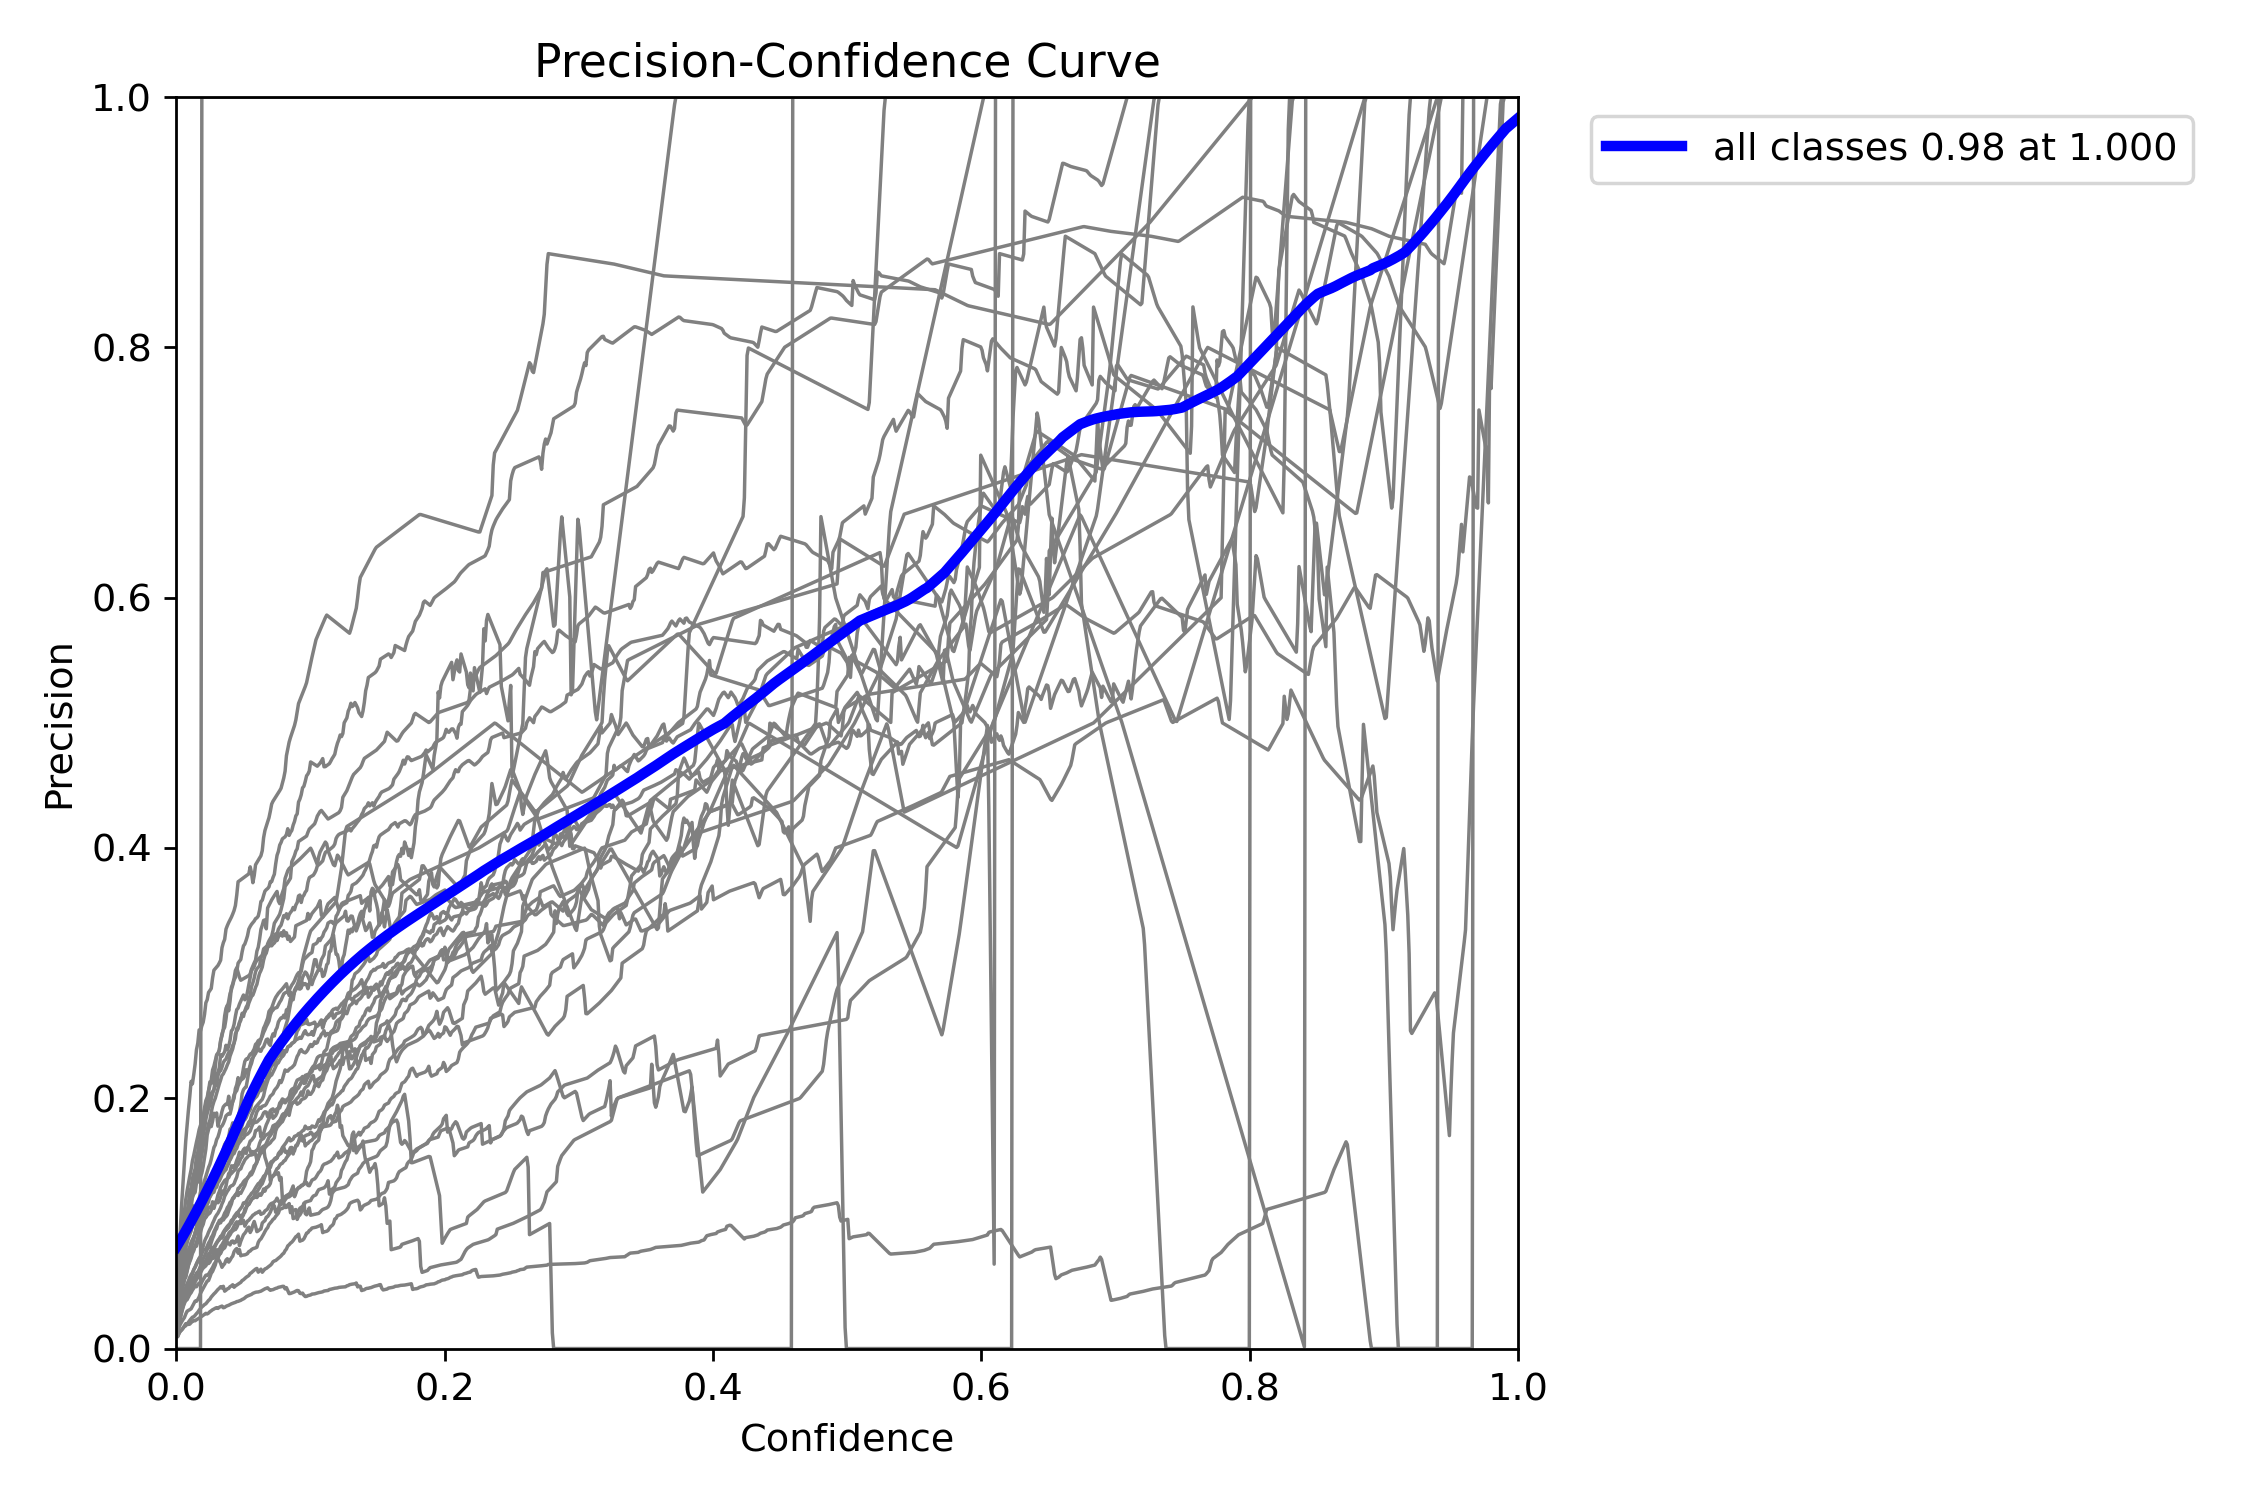 Precision-Confidence Curve
all classes 0.98 at 1.000
1.0
0.8
0.6
0.4
0.2
0.0
Precision
0.0 0.2 0.4 0.6 0.8 1.0
Confidence